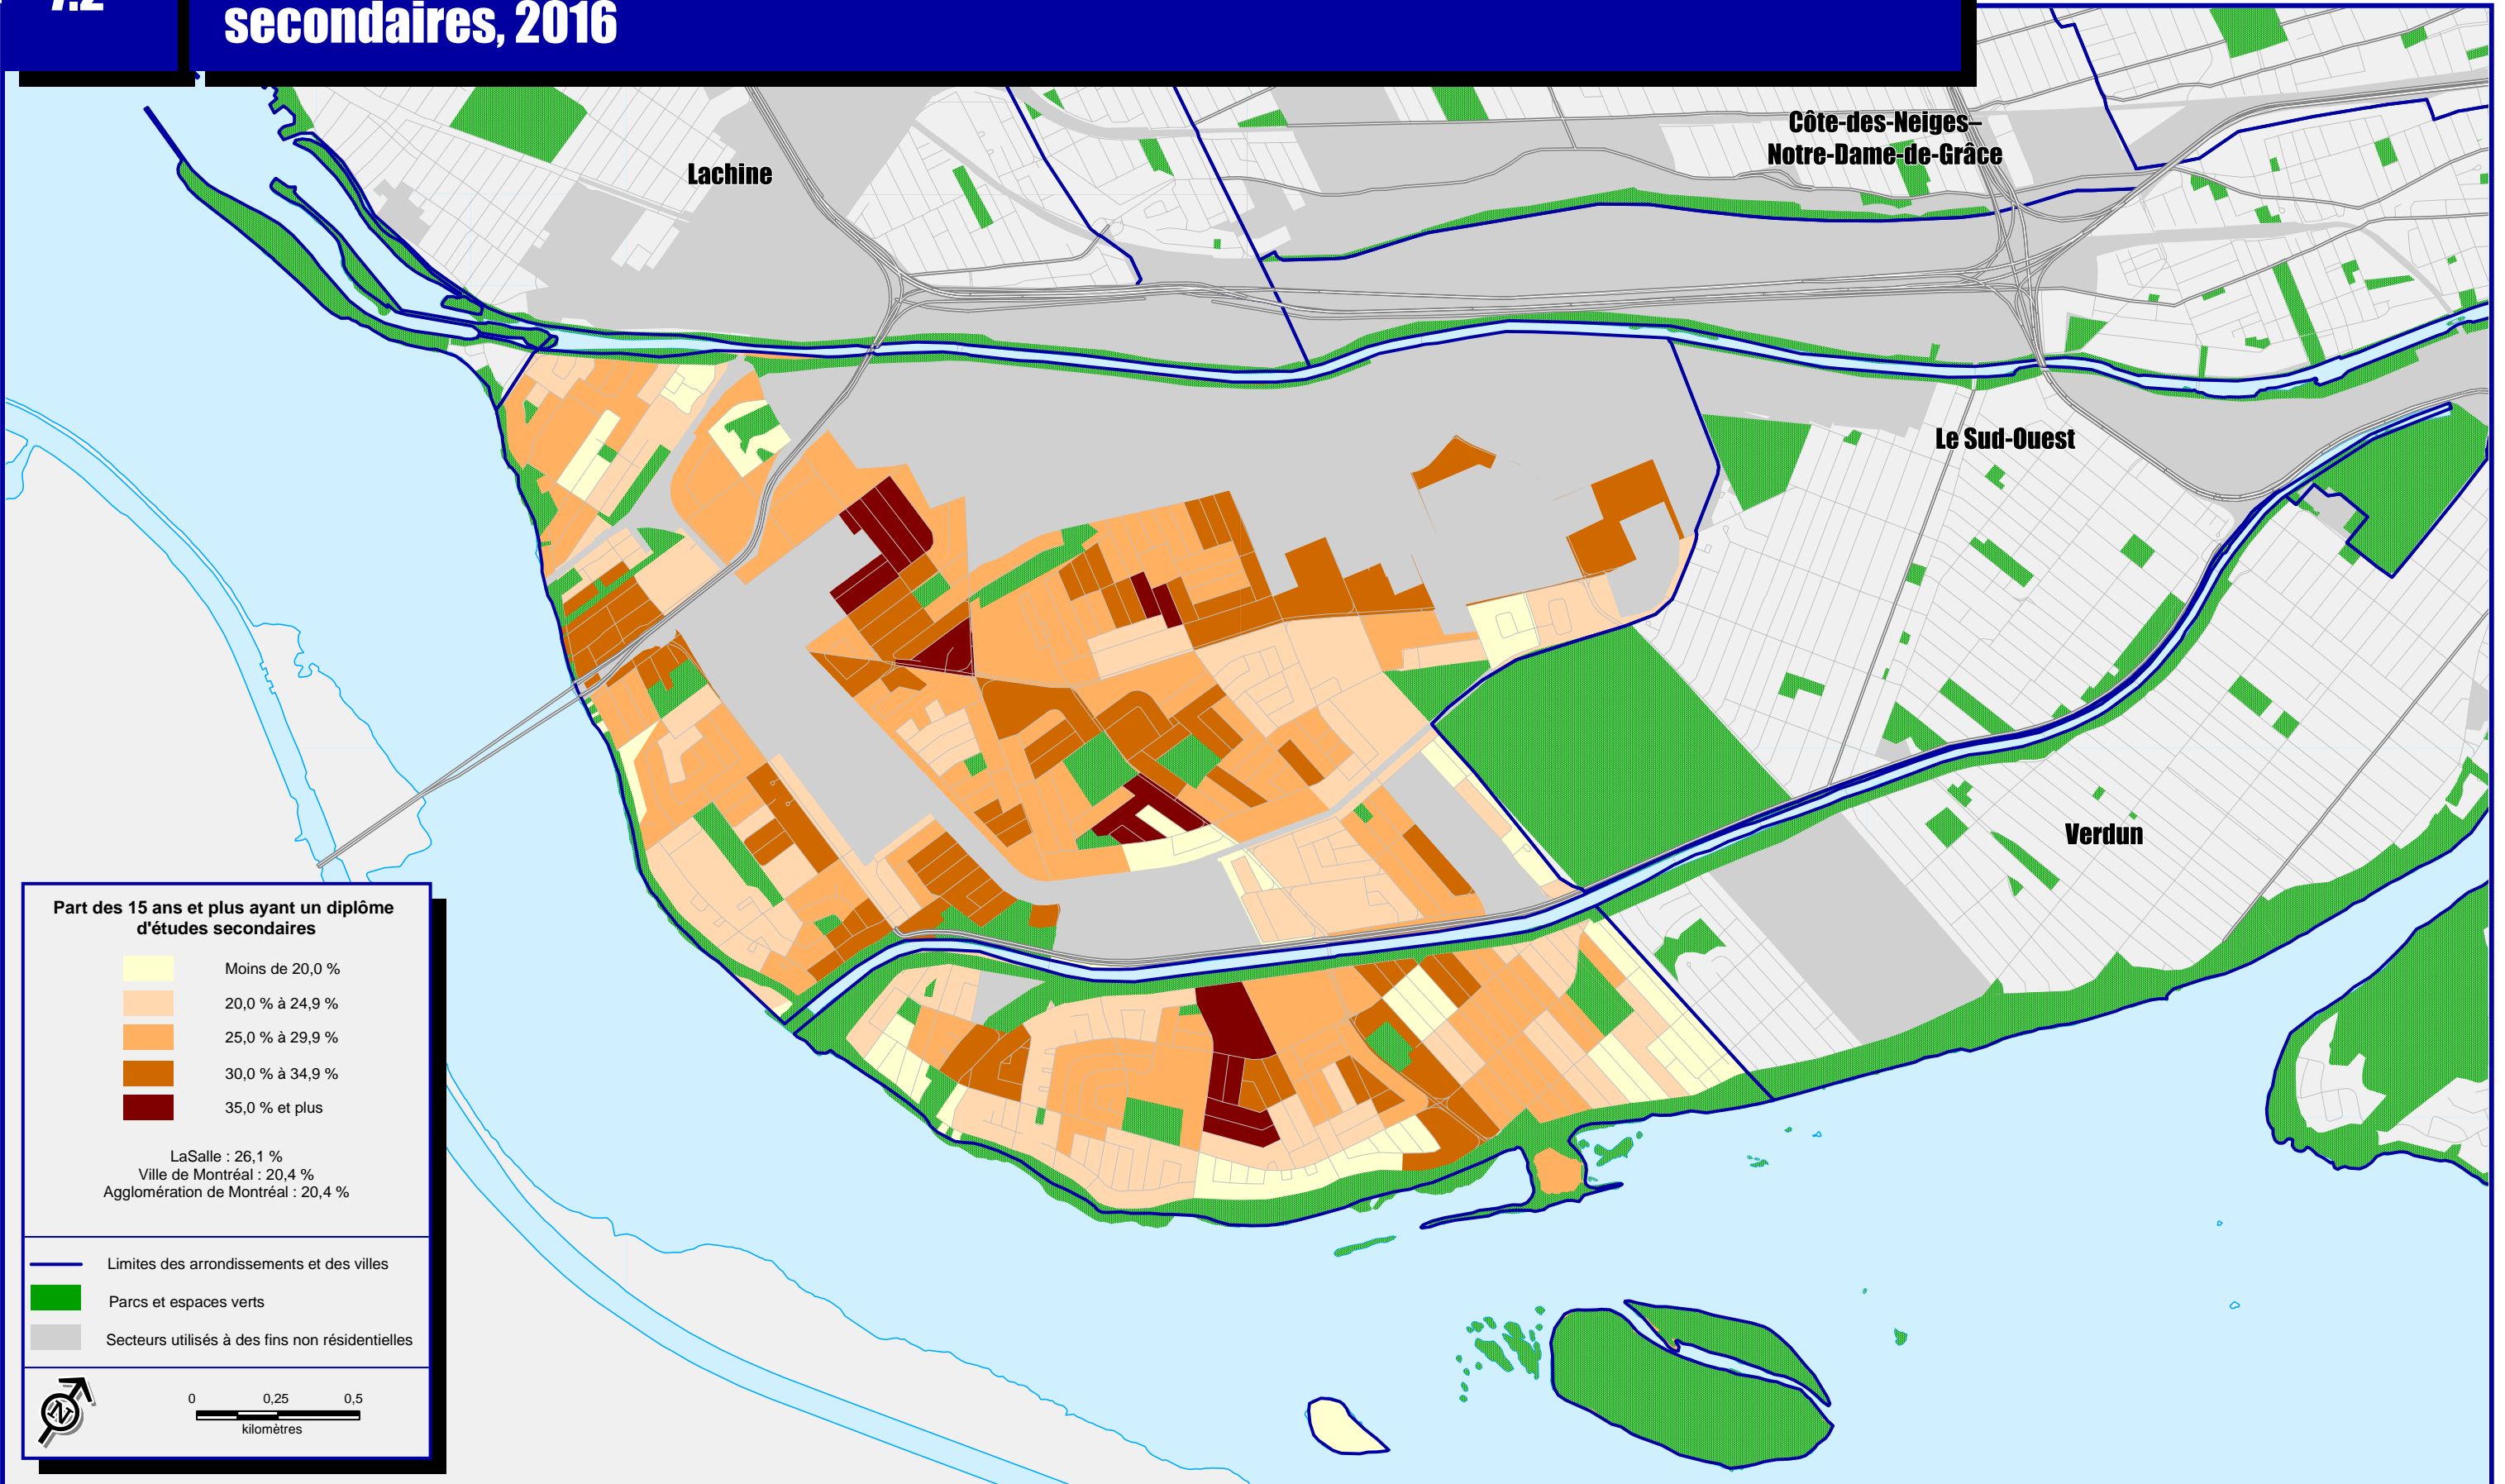 7.2
secondaires, 2016
Côte-des-Neiges–
Notre-Dame-de-Grâce
Lachine
Le Sud-Ouest
Verdun
Part des 15 ans et plus ayant un diplôme
d'études secondaires
Moins de 20,0 %
20,0 % à 24,9 %
25,0 % à 29,9 %
30,0 % à 34,9 %
35,0 % et plus
LaSalle : 26,1 %
Ville de Montréal : 20,4 %
Agglomération de Montréal : 20,4 %
Limites des arrondissements et des villes
Parcs et espaces verts
Secteurs utilisés à des fins non résidentielles
N
0 0,25 0,5
kilomètres